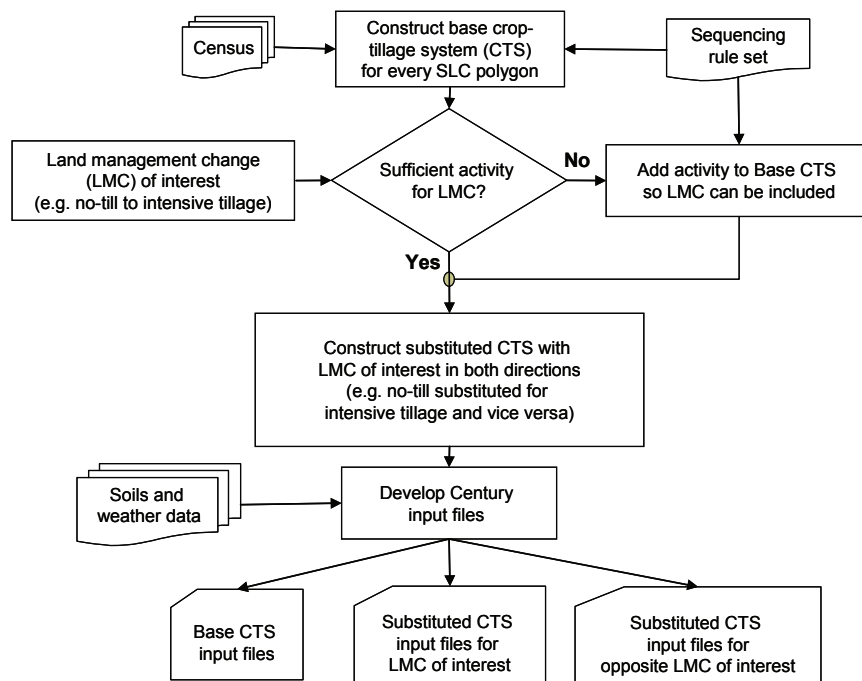 Census
Construct base crop-
tillage system (CTS)
for every SLC polygon
Sequencing
rule set
Land management change
(LMC) of interest
(e.g. no-till to intensive tillage)
Sufficient activity
for LMC?
No
Add activity to Base CTS
so LMC can be included
Yes
Construct substituted CTS with
LMC of interest in both directions
(e.g. no-till substituted for
intensive tillage and vice versa)
Soils and
weather data
Develop Century
input files
Base CTS
input files
Substituted CTS
input files for
LMC of interest
Substituted CTS
input files for
opposite LMC of interest